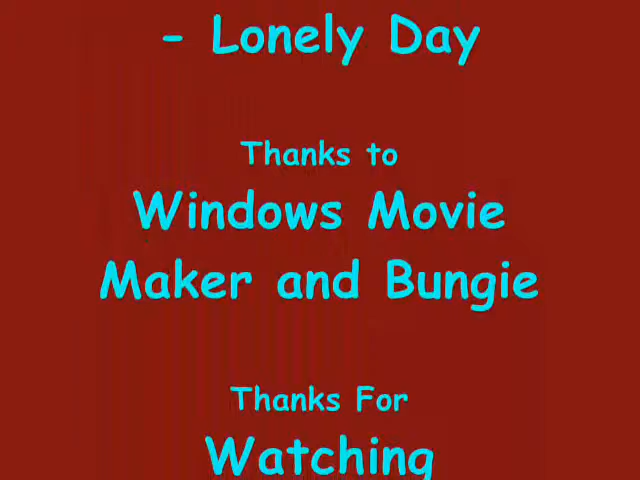 - Lonely Day
Thanks to
Windows Movie
Maker and Bungie
Thanks For
Watching